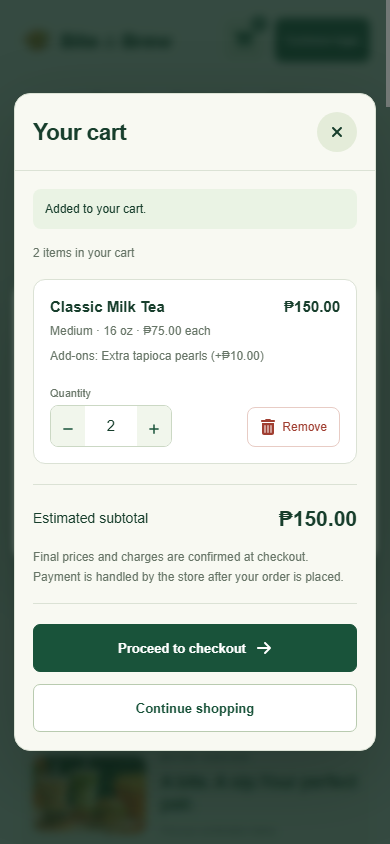 Your cart
Added to your cart.
2 items in your cart
Classic Milk Tea ₱150.00
Medium · 16 oz · ₱75.00 each
Add-ons: Extra tapioca pearls (+₱10.00)
Quantity
− 2 +
Remove
Estimated subtotal ₱150.00
Final prices and charges are confirmed at checkout.
Payment is handled by the store after your order is placed.
Proceed to checkout →
Continue shopping